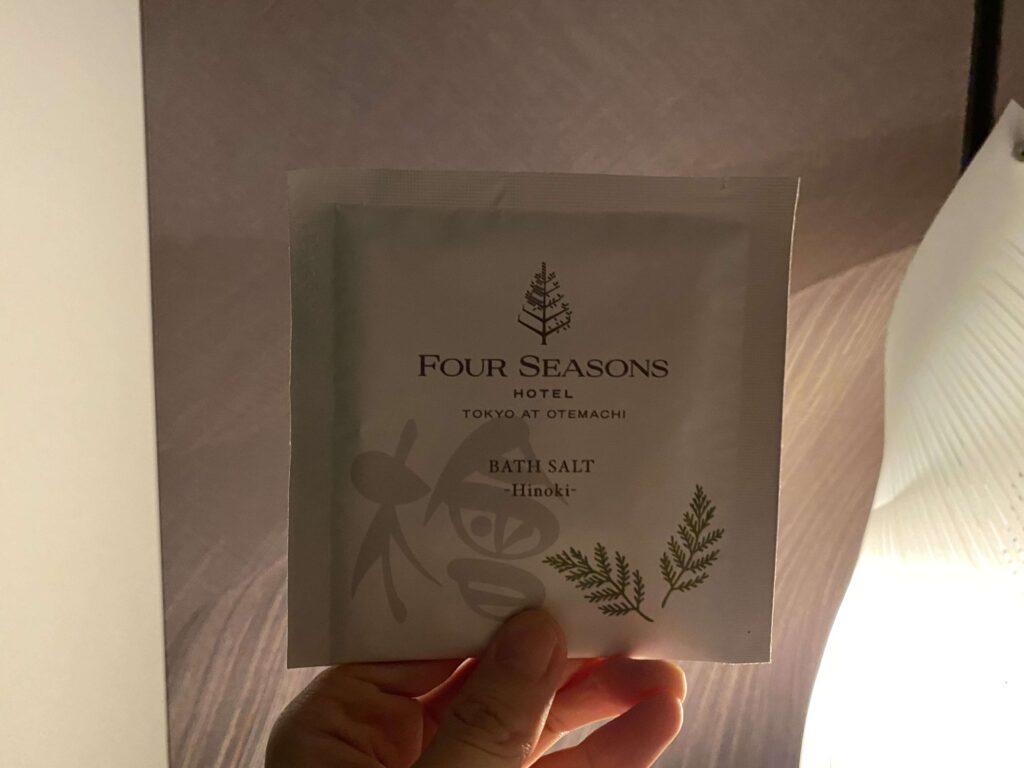 FOUR SEASONS
HOTEL
TOKYO AT OTEMACHI
BATH SALT
-Hinoki-
檜